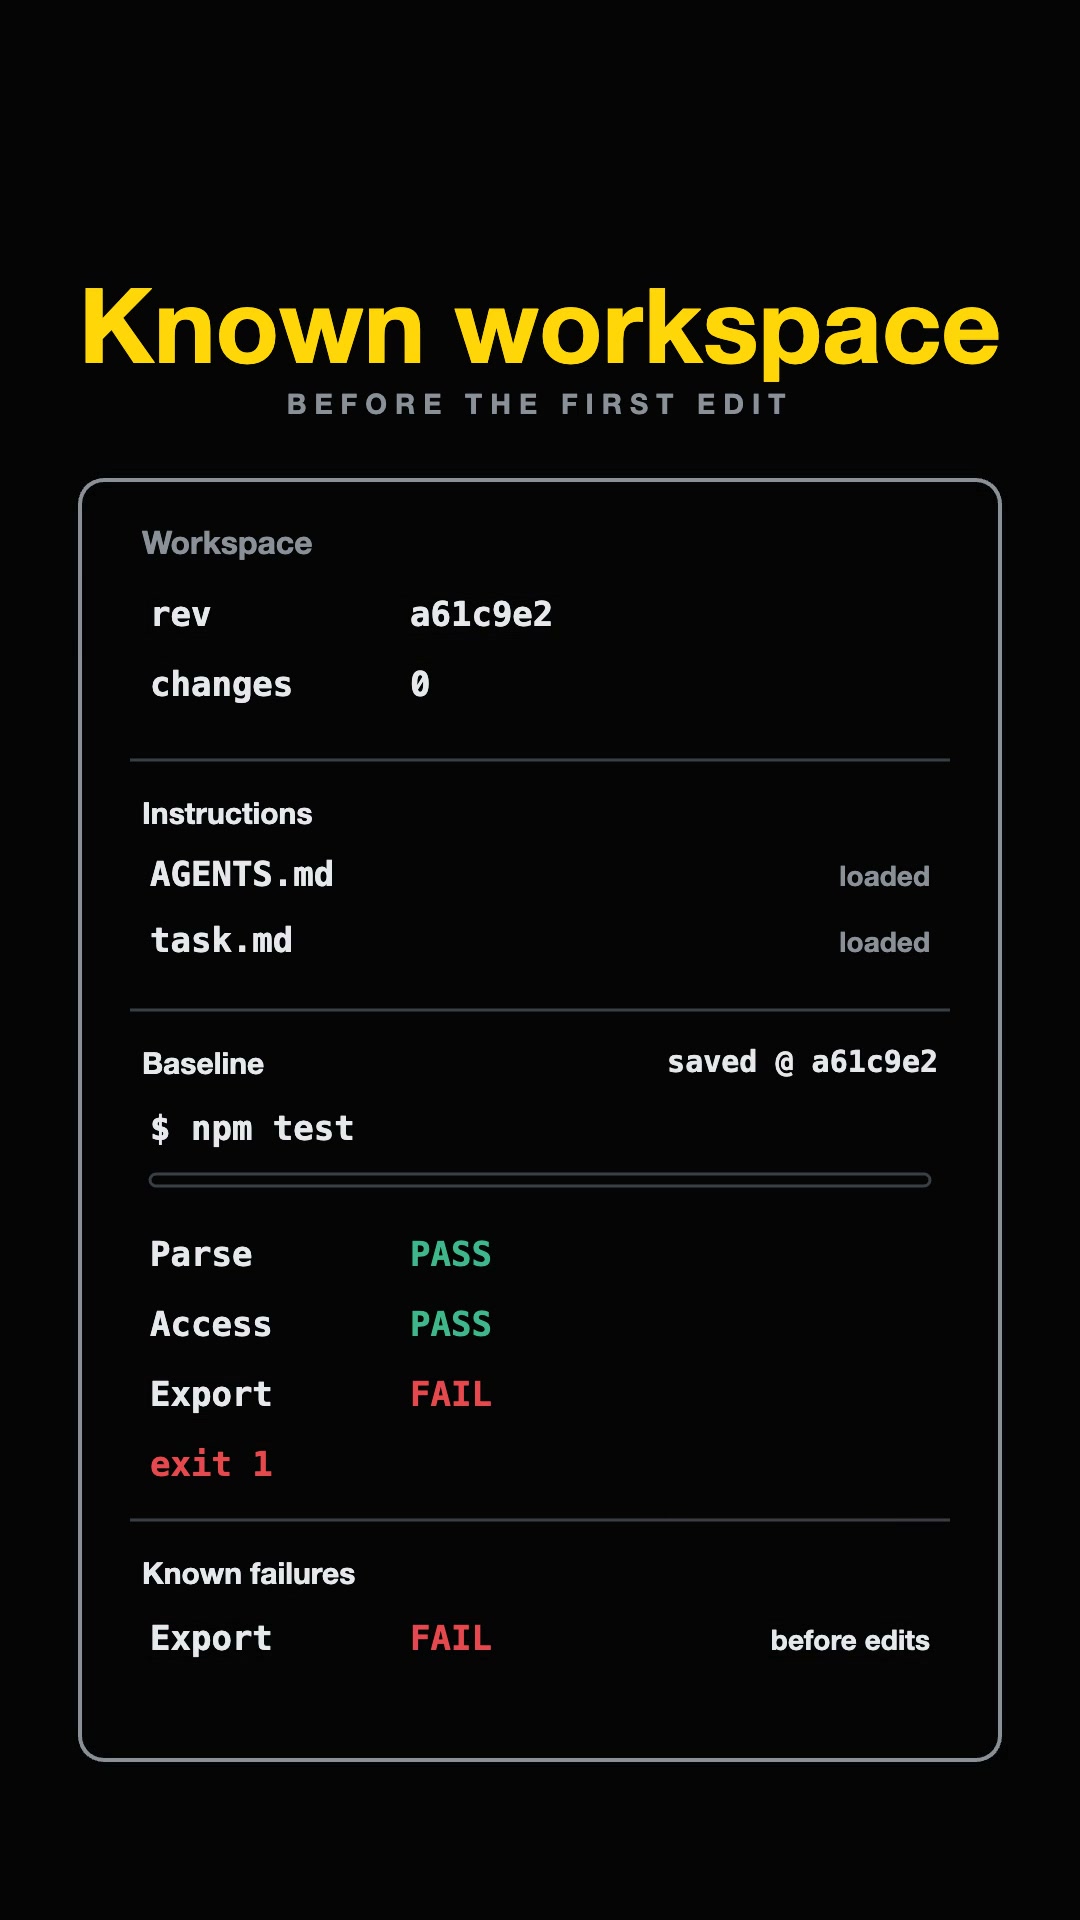 Known workspace
BEFORE THE FIRST EDIT
Workspace
rev a61c9e2
changes 0
Instructions
AGENTS.md loaded
task.md loaded
Baseline saved @ a61c9e2
$ npm test
Parse PASS
Access PASS
Export FAIL
exit 1
Known failures
Export FAIL before edits